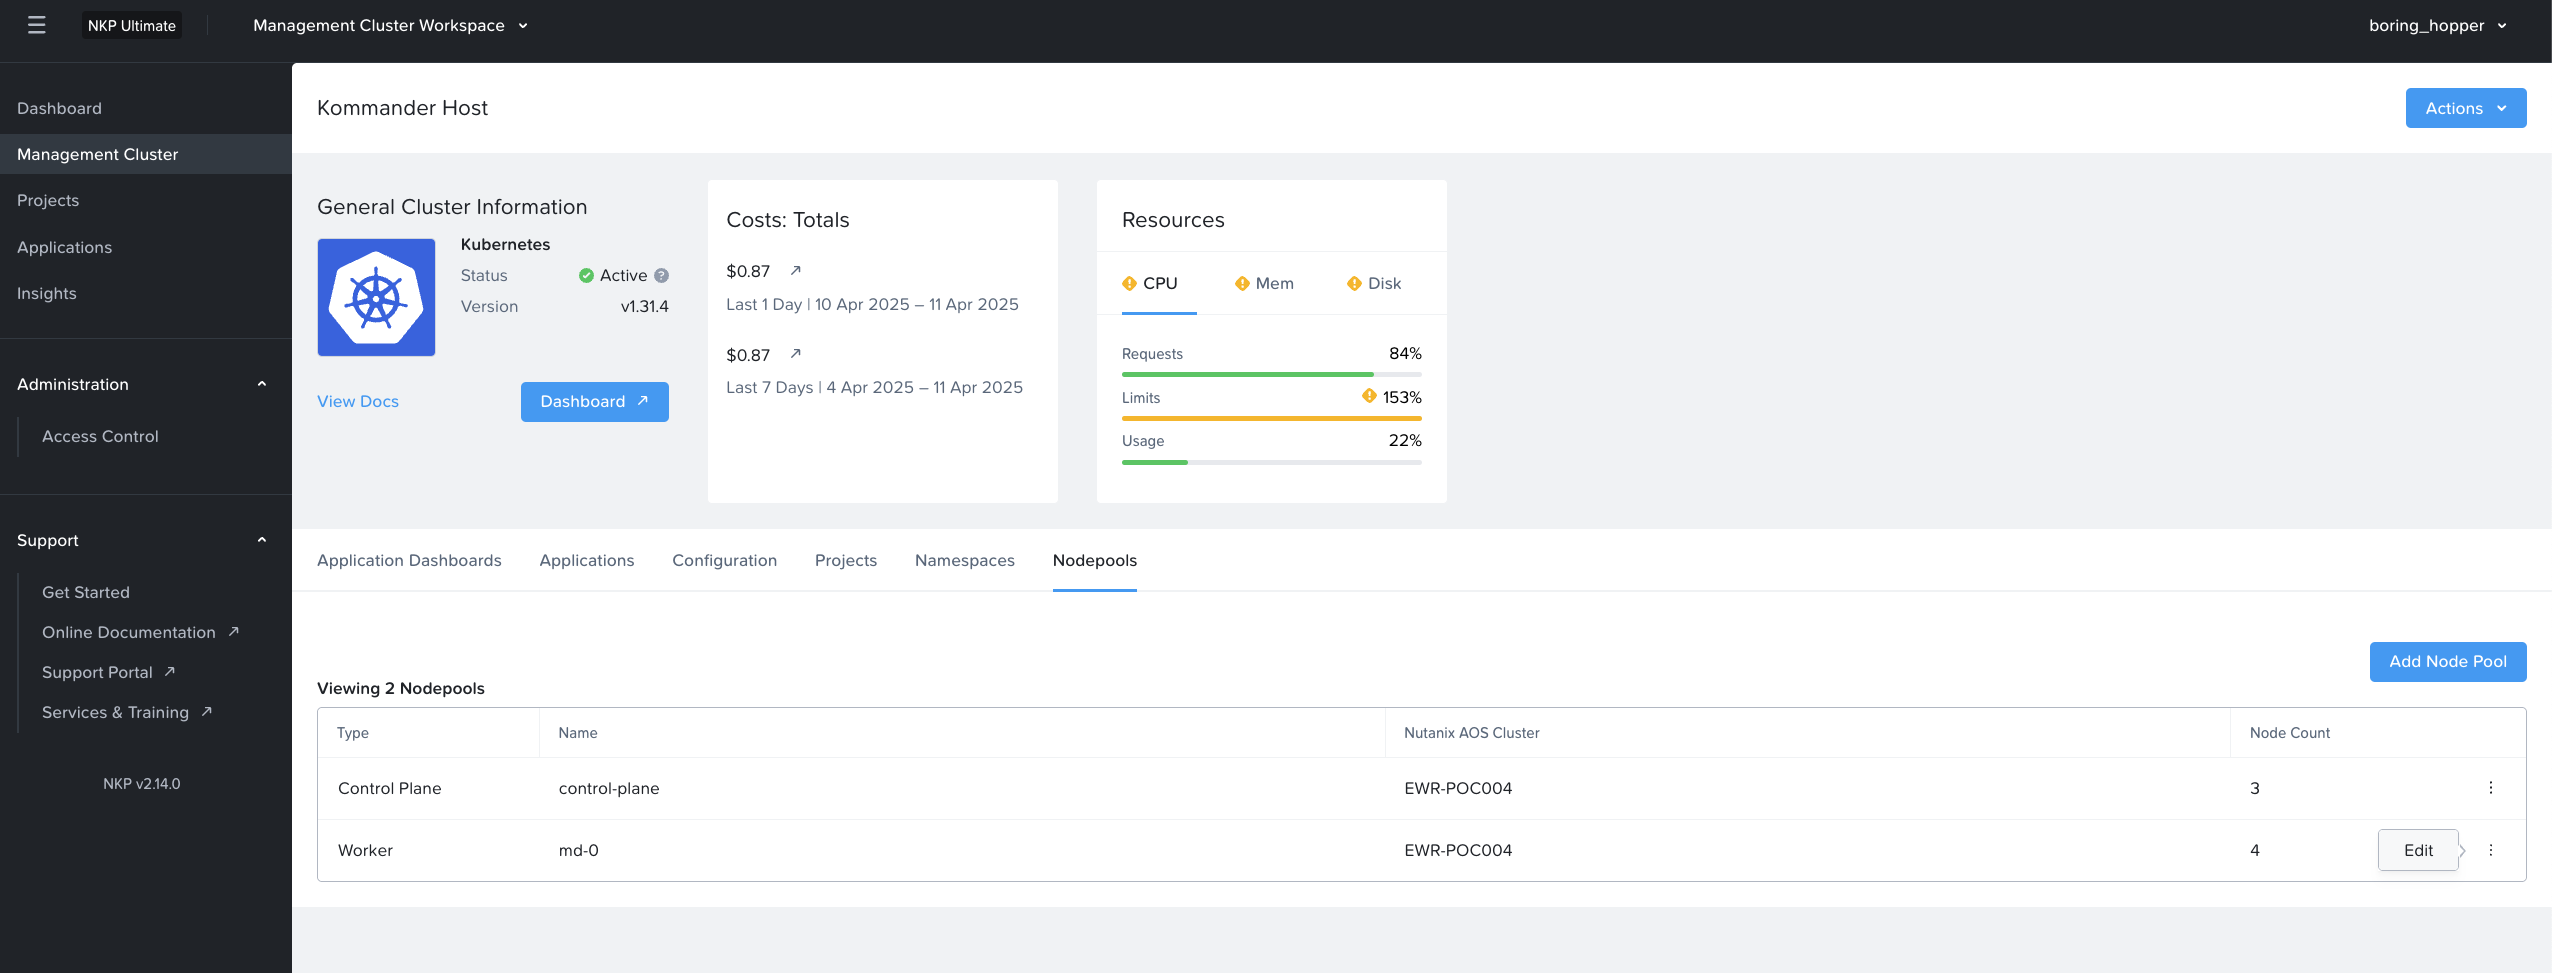 NKP Ultimate
Management Cluster Workspace
boring_hopper
Dashboard
Management Cluster
Projects
Applications
Insights
Administration
Access Control
Support
Get Started
Online Documentation
Support Portal
Services & Training
NKP v2.14.0
Kommander Host
Actions
General Cluster Information
Kubernetes
Status Active ?
Version v1.31.4
View Docs
Dashboard
Costs: Totals
$0.87
Last 1 Day | 10 Apr 2025 – 11 Apr 2025
$0.87
Last 7 Days | 4 Apr 2025 – 11 Apr 2025
Resources
CPU Mem Disk
Requests 84%
Limits 153%
Usage 22%
Application Dashboards Applications Configuration Projects Namespaces Nodepools
Add Node Pool
Viewing 2 Nodepools
Type Name Nutanix AOS Cluster Node Count
Control Plane control-plane EWR-POC004 3
Worker md-0 EWR-POC004 4 Edit